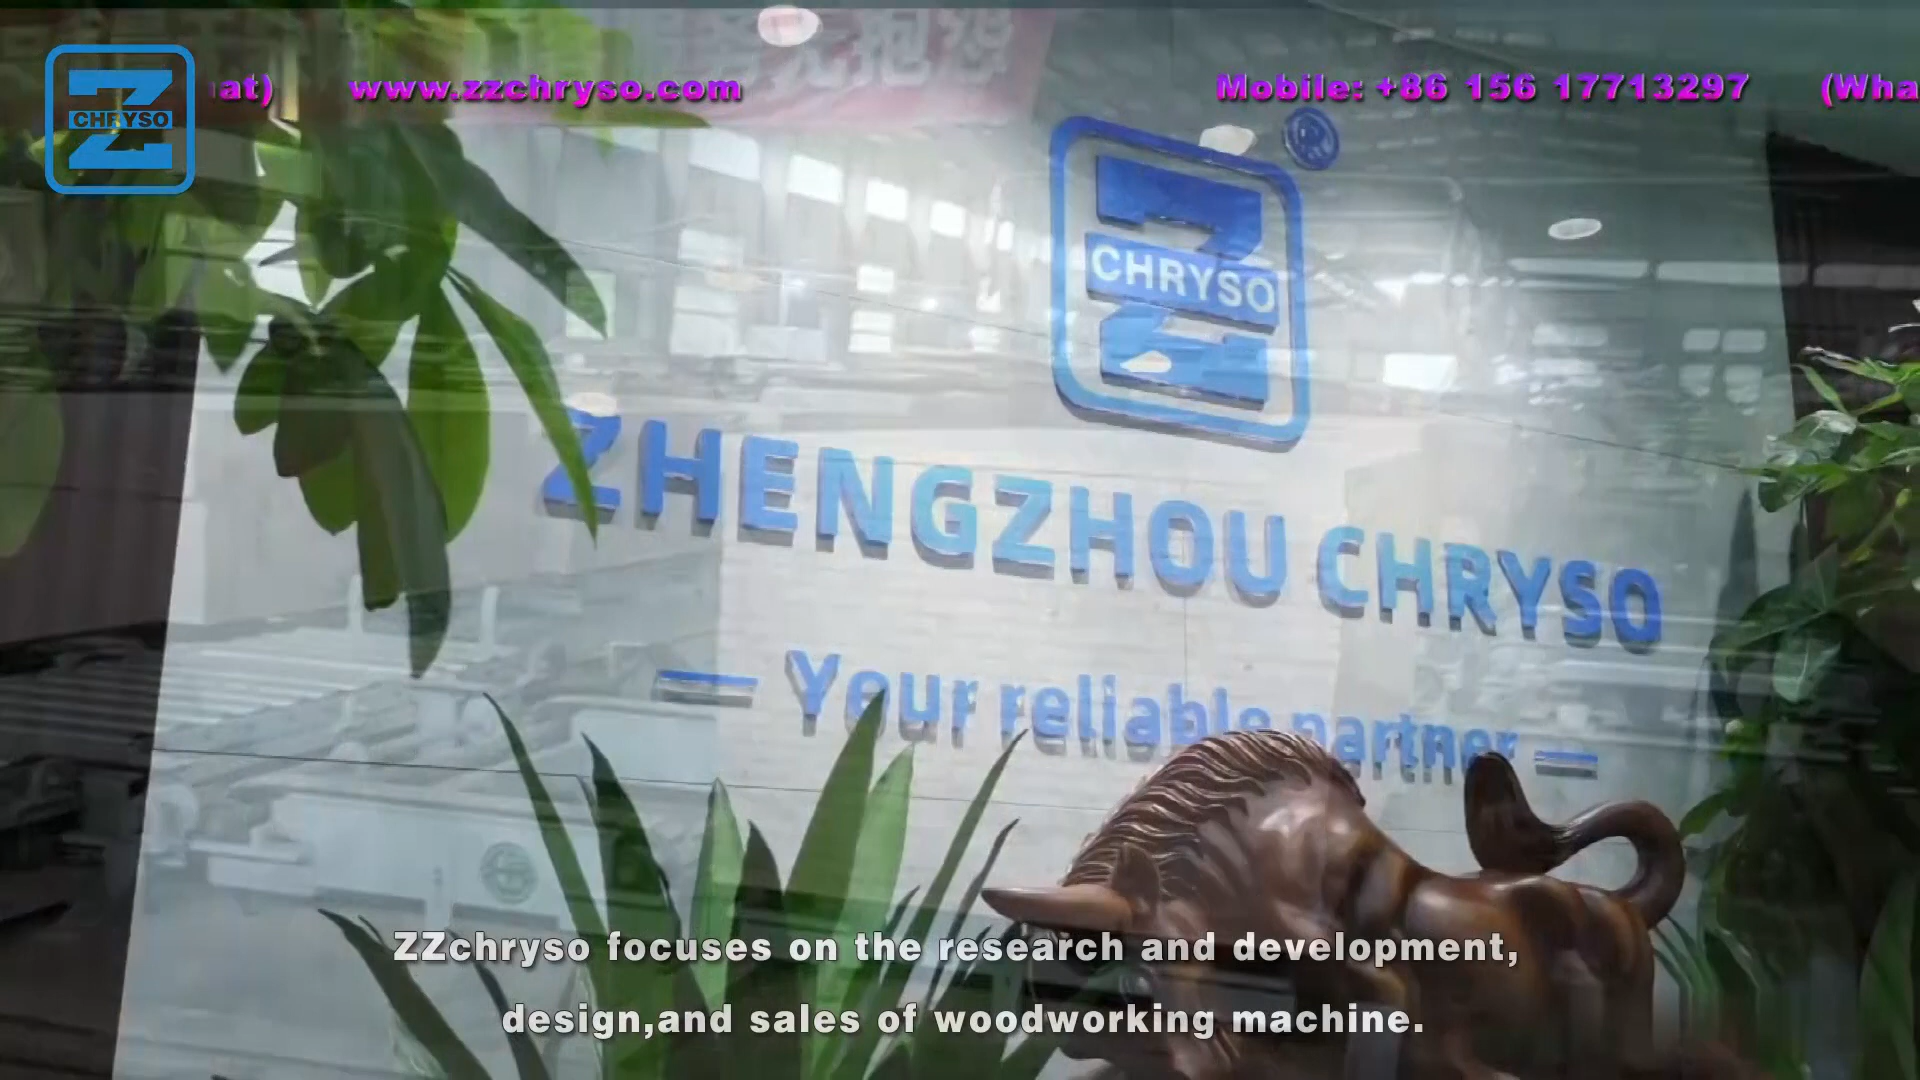 CHRYSO
at)
www.zzchryso.com
Mobile: +86 156 17713297
(Wha
CHRYSO
®
ZHENGZHOU CHRYSO
Your reliable partner
ZZchryso focuses on the research and development,
design,and sales of woodworking machine.